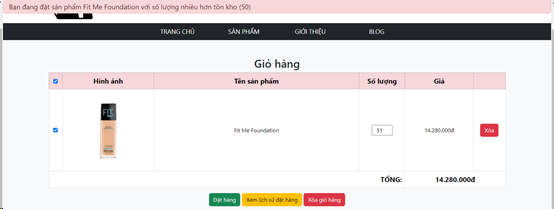 Bạn đang đặt sản phẩm Fit Me Foundation với số lượng nhiều hơn tồn kho (50)
TRANG CHỦ SẢN PHẨM GIỚI THIỆU BLOG
Giỏ hàng
Hình ảnh Tên sản phẩm Số lượng Giá
FIT
Fit Me Foundation 51 14.280.000đ Xóa
TỔNG: 14.280.000đ
Đặt hàng Xem lịch sử đặt hàng Xóa giỏ hàng